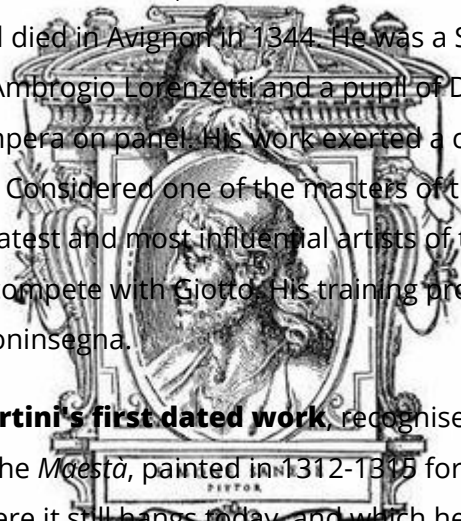 died in Avignon in 1344. He was a S
Ambrogio Lorenzetti and a pupil of D
mpera on panel. His work exerted a c
Considered one of the masters of t
atest and most influential artists of t
ompete with Giotto. His training pre
oninsegna.
rtini's first dated work, recognise
he Maestà, painted in 1312-1315 for
PITTOR
ere it still hangs today, and which he